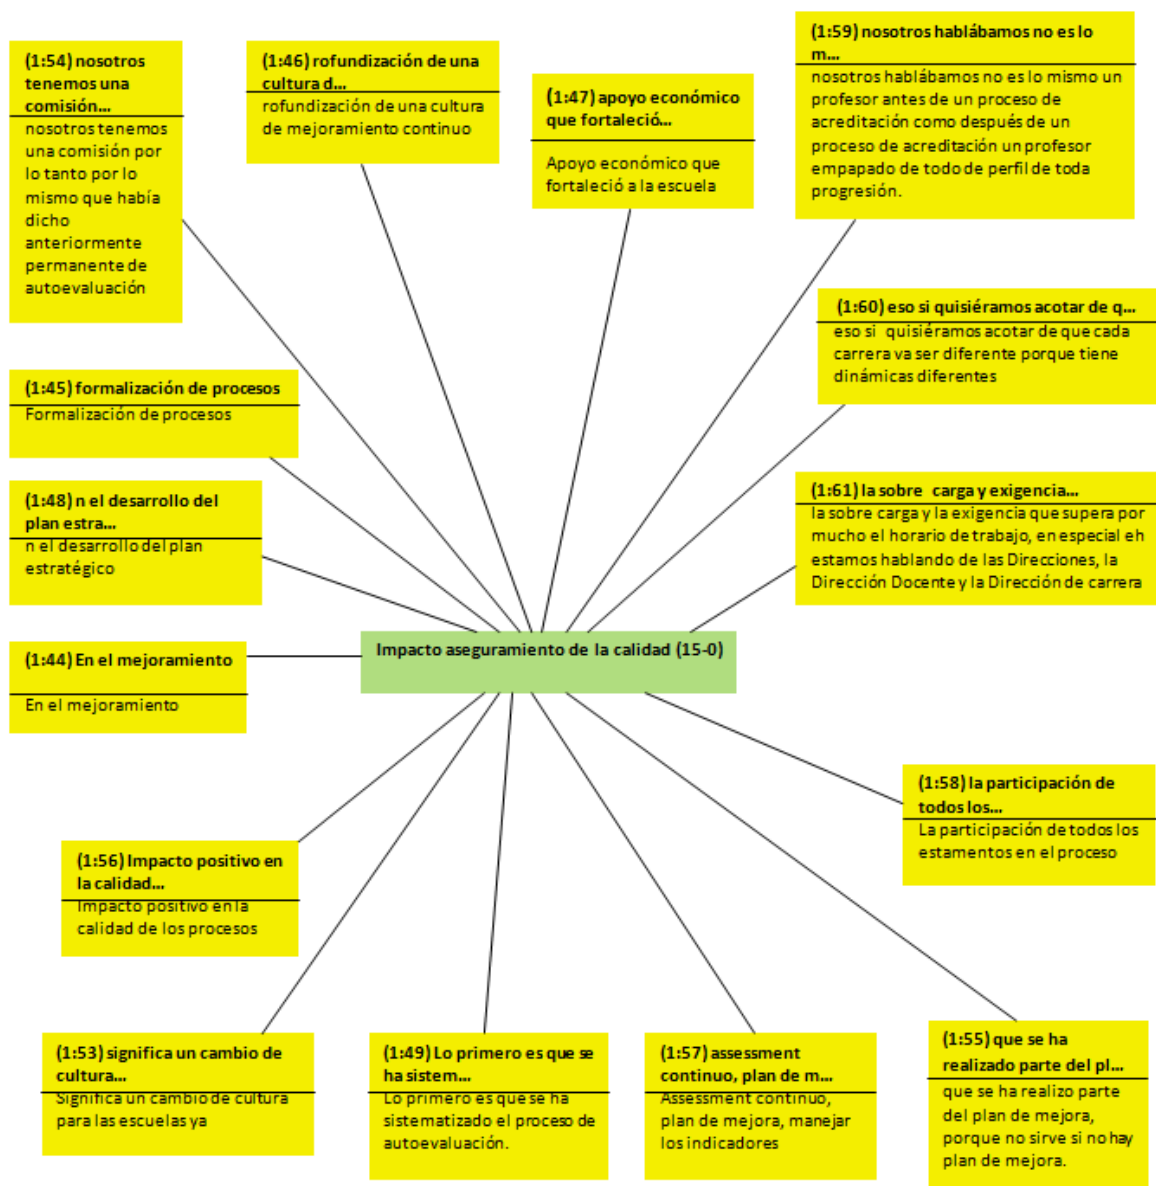 (1:54) nosotros
tenemos una
comisión...
nosotros tenemos
una comisión por
lo tanto por lo
mismo que había
dicho
anteriormente
permanente de
autoevaluación
(1:46) rofundización de una
cultura d...
rofundización de una cultura
de mejoramiento continuo
(1:47) apoyo económico
que fortaleció...
Apoyo económico que
fortaleció a la escuela
(1:59) nosotros hablábamos no es lo
m...
nosotros hablábamos no es lo mismo un
profesor antes de un proceso de
acreditación como después de un
proceso de acreditación un profesor
empapado de todo de perfil de toda
progresión.
(1:60) eso si quisiéramos acotar de q...
eso si quisiéramos acotar de que cada
carrera va ser diferente porque tiene
dinámicas diferentes
(1:45) formalización de procesos
Formalización de procesos
(1:48) n el desarrollo del
plan estra...
n el desarrollo del plan
estratégico
(1:61) la sobre carga y exigencia...
la sobre carga y la exigencia que supera por
mucho el horario de trabajo, en especial eh
estamos hablando de las Direcciones, la
Dirección Docente y la Dirección de carrera
(1:44) En el mejoramiento
En el mejoramiento
Impacto aseguramiento de la calidad (15-0)
(1:58) la participación de
todos los...
La participación de todos los
estamentos en el proceso
(1:56) Impacto positivo en
la calidad...
Impacto positivo en la
calidad de los procesos
(1:53) significa un cambio de
cultura...
Significa un cambio de cultura
para las escuelas ya
(1:49) Lo primero es que se
ha sistem...
Lo primero es que se ha
sistematizado el proceso de
autoevaluación.
(1:57) assessment
continuo, plan de m...
Assessment continuo,
plan de mejora, manejar
los indicadores
(1:55) que se ha
realizado parte del pl...
que se ha realizo parte
del plan de mejora,
porque no sirve si no hay
plan de mejora.